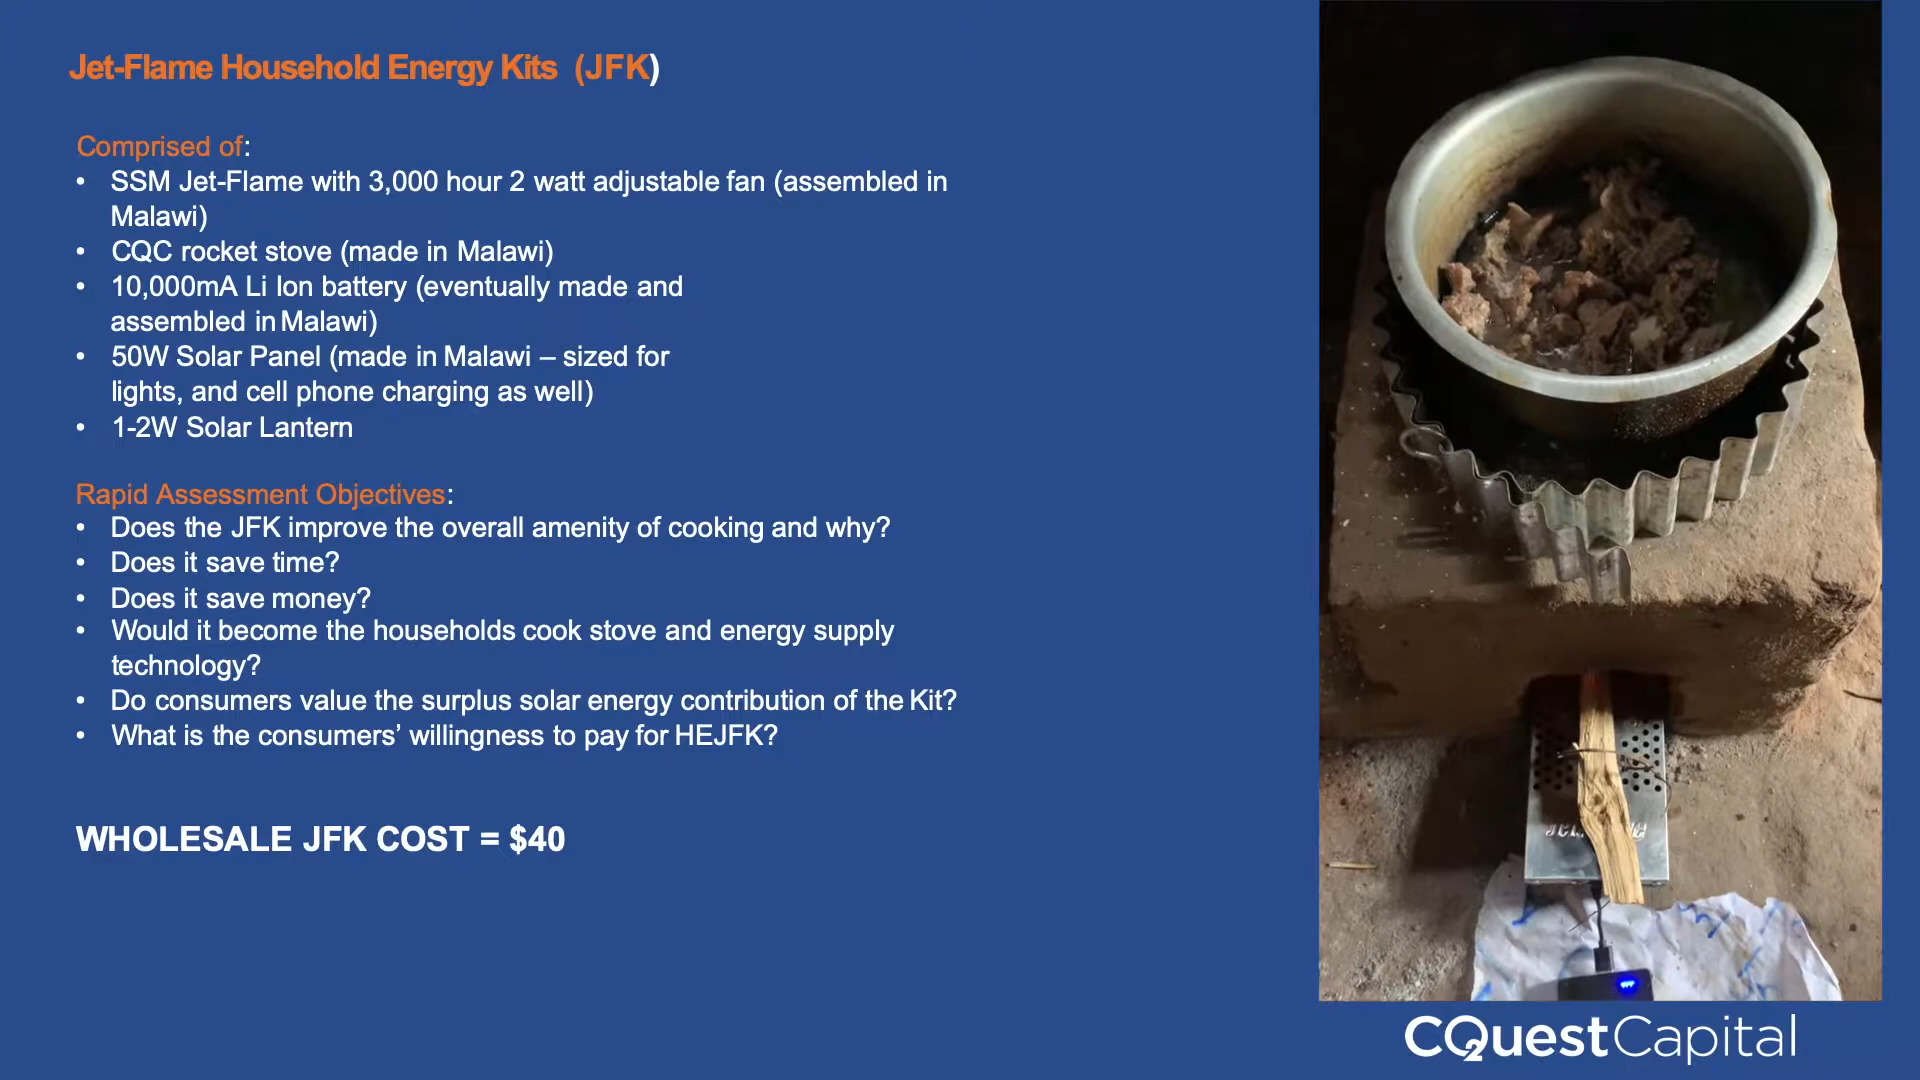 Jet-Flame Household Energy Kits (JFK)
Comprised of:
• SSM Jet-Flame with 3,000 hour 2 watt adjustable fan (assembled in
Malawi)
• CQC rocket stove (made in Malawi)
• 10,000mA Li Ion battery (eventually made and
assembled in Malawi)
• 50W Solar Panel (made in Malawi – sized for
lights, and cell phone charging as well)
• 1-2W Solar Lantern
Rapid Assessment Objectives:
• Does the JFK improve the overall amenity of cooking and why?
• Does it save time?
• Does it save money?
• Would it become the households cook stove and energy supply
technology?
• Do consumers value the surplus solar energy contribution of the Kit?
• What is the consumers’ willingness to pay for HEJFK?
WHOLESALE JFK COST = $40
CQ2uestCapital